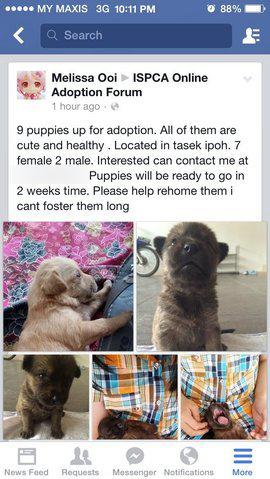 MY MAXIS 3G 10:11 PM 88%
Search
Melissa Ooi ▶ ISPCA Online
Adoption Forum
1 hour ago ·
9 puppies up for adoption. All of them are
cute and healthy . Located in tasek ipoh. 7
female 2 male. Interested can contact me at
Puppies will be ready to go in
2 weeks time. Please help rehome them i
cant foster them long
News Feed Requests Messenger Notifications More